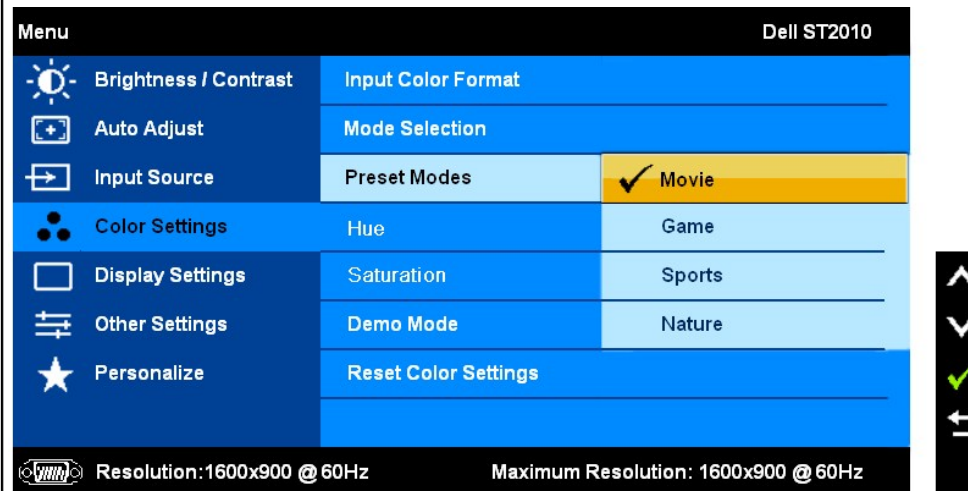 Menu Dell ST2010
Brightness / Contrast Input Color Format
Auto Adjust Mode Selection
Input Source Preset Modes Movie
Color Settings Hue Game
Display Settings Saturation Sports
Other Settings Demo Mode Nature
Personalize Reset Color Settings
Resolution:1600x900 @60Hz Maximum Resolution: 1600x900 @60Hz